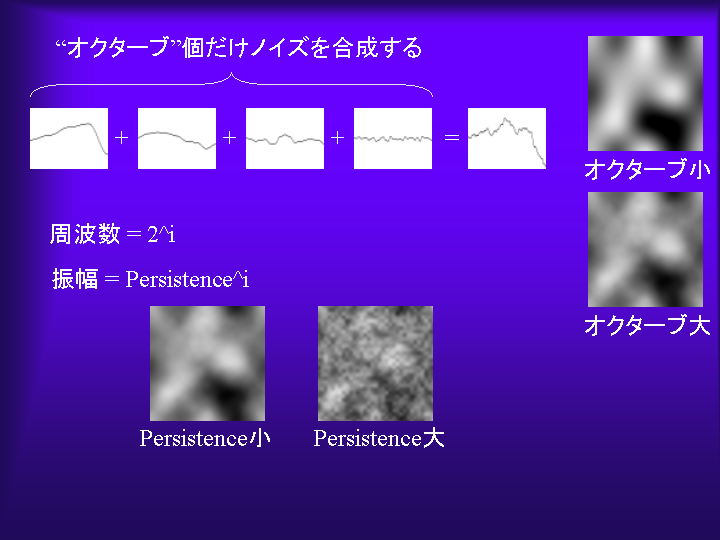 “オクターブ”個だけノイズを合成する
+ + + =
オクターブ小
周波数 = 2^i
振幅 = Persistence^i
オクターブ大
Persistence小
Persistence大